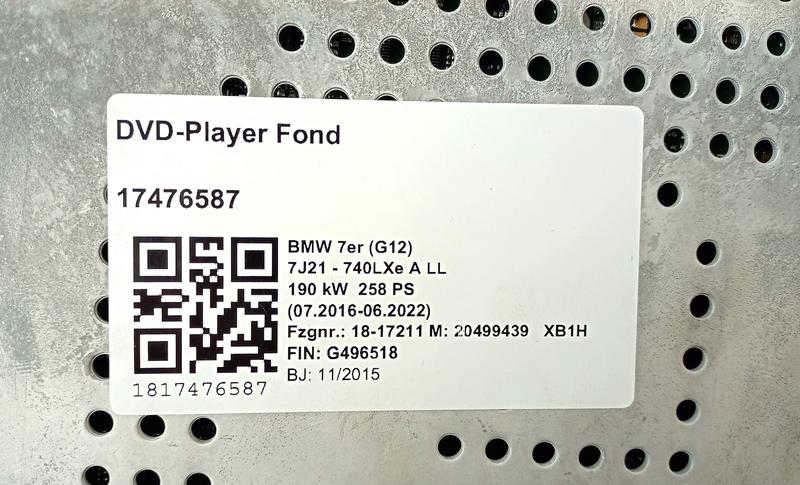 DVD-Player Fond
17476587
BMW 7er (G12)
7J21 - 740LXe A LL
190 kW 258 PS
(07.2016-06.2022)
Fzgnr.: 18-17211 M: 20499439 XB1H
FIN: G496518
BJ: 11/2015
1817476587